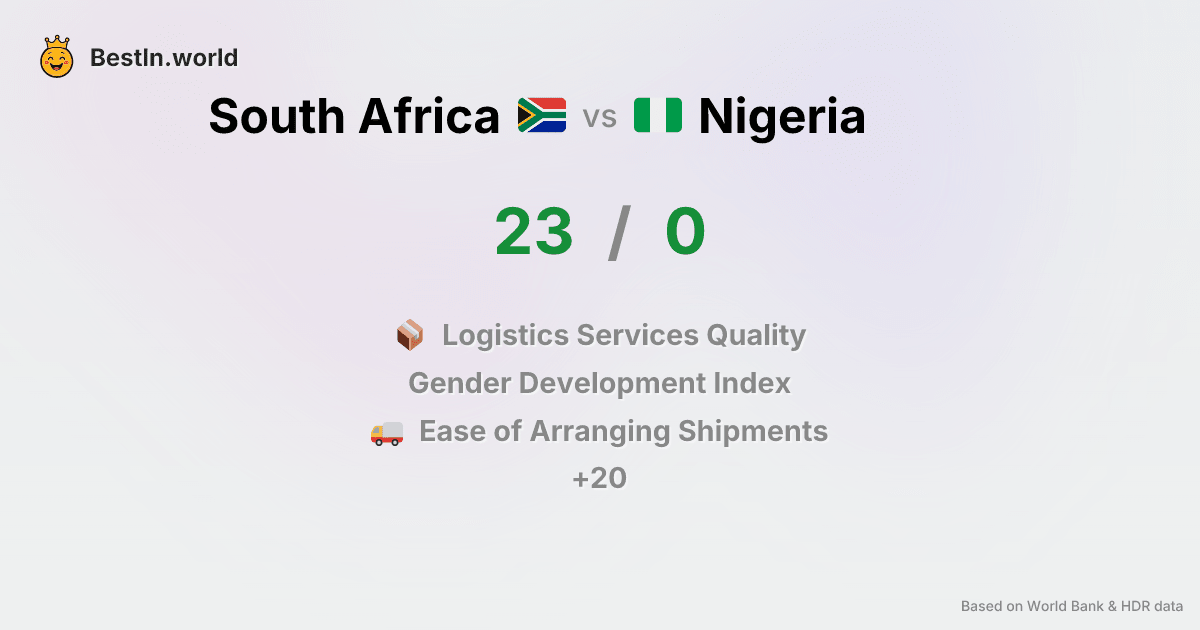 BestIn.world
South Africa vs Nigeria
23 / 0
Logistics Services Quality
Gender Development Index
Ease of Arranging Shipments
+20
Based on World Bank & HDR data